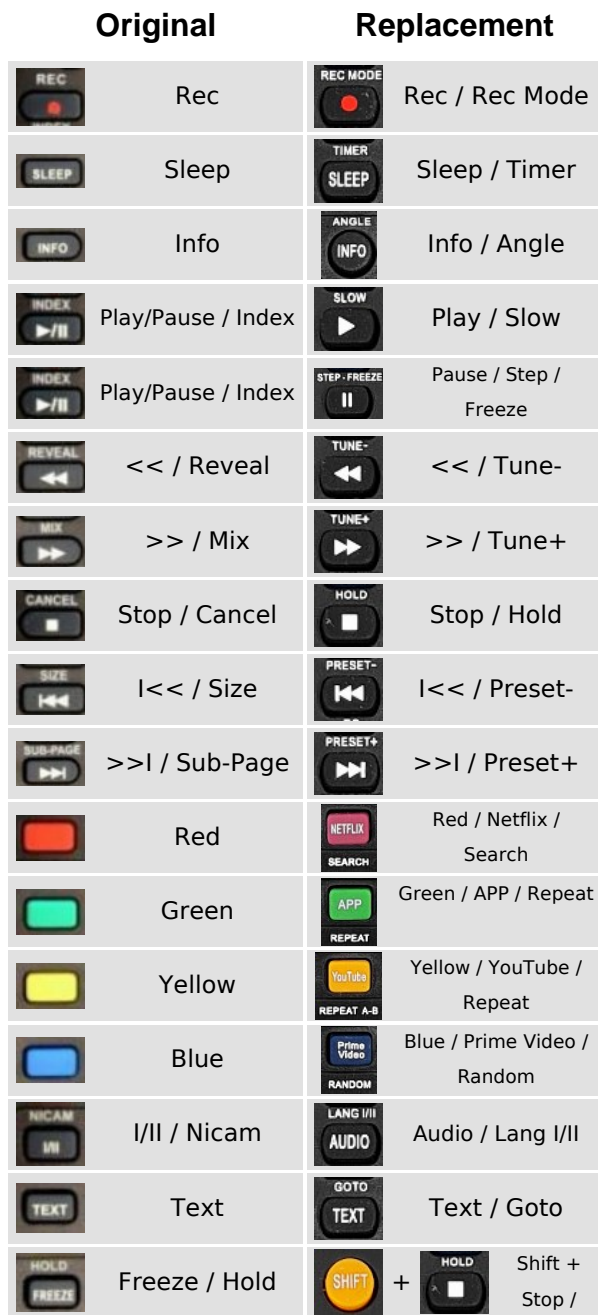 Original Replacement
REC Rec REC MODE Rec / Rec Mode
SLEEP Sleep TIMER SLEEP Sleep / Timer
INFO Info ANGLE INFO Info / Angle
INDEX ▶/II Play/Pause / Index SLOW ▶ Play / Slow
INDEX ▶/II Play/Pause / Index STEP-FREEZE II Pause / Step /
Freeze
REVEAL << / Reveal TUNE- << / Tune-
MIX >> / Mix TUNE+ >> / Tune+
CANCEL Stop / Cancel HOLD Stop / Hold
SIZE I<< / Size PRESET- I<< / Preset-
SUB-PAGE >>I / Sub-Page PRESET+ >>I / Preset+
Red NETFLIX SEARCH Red / Netflix /
Search
Green APP REPEAT Green / APP / Repeat
Yellow YouTube REPEAT A-B Yellow / YouTube /
Repeat
Blue Prime Video RANDOM Blue / Prime Video /
Random
NICAM I/II I/II / Nicam LANG I/II AUDIO Audio / Lang I/II
TEXT Text GOTO TEXT Text / Goto
HOLD FREEZE Freeze / Hold SHIFT + HOLD Shift +
Stop /